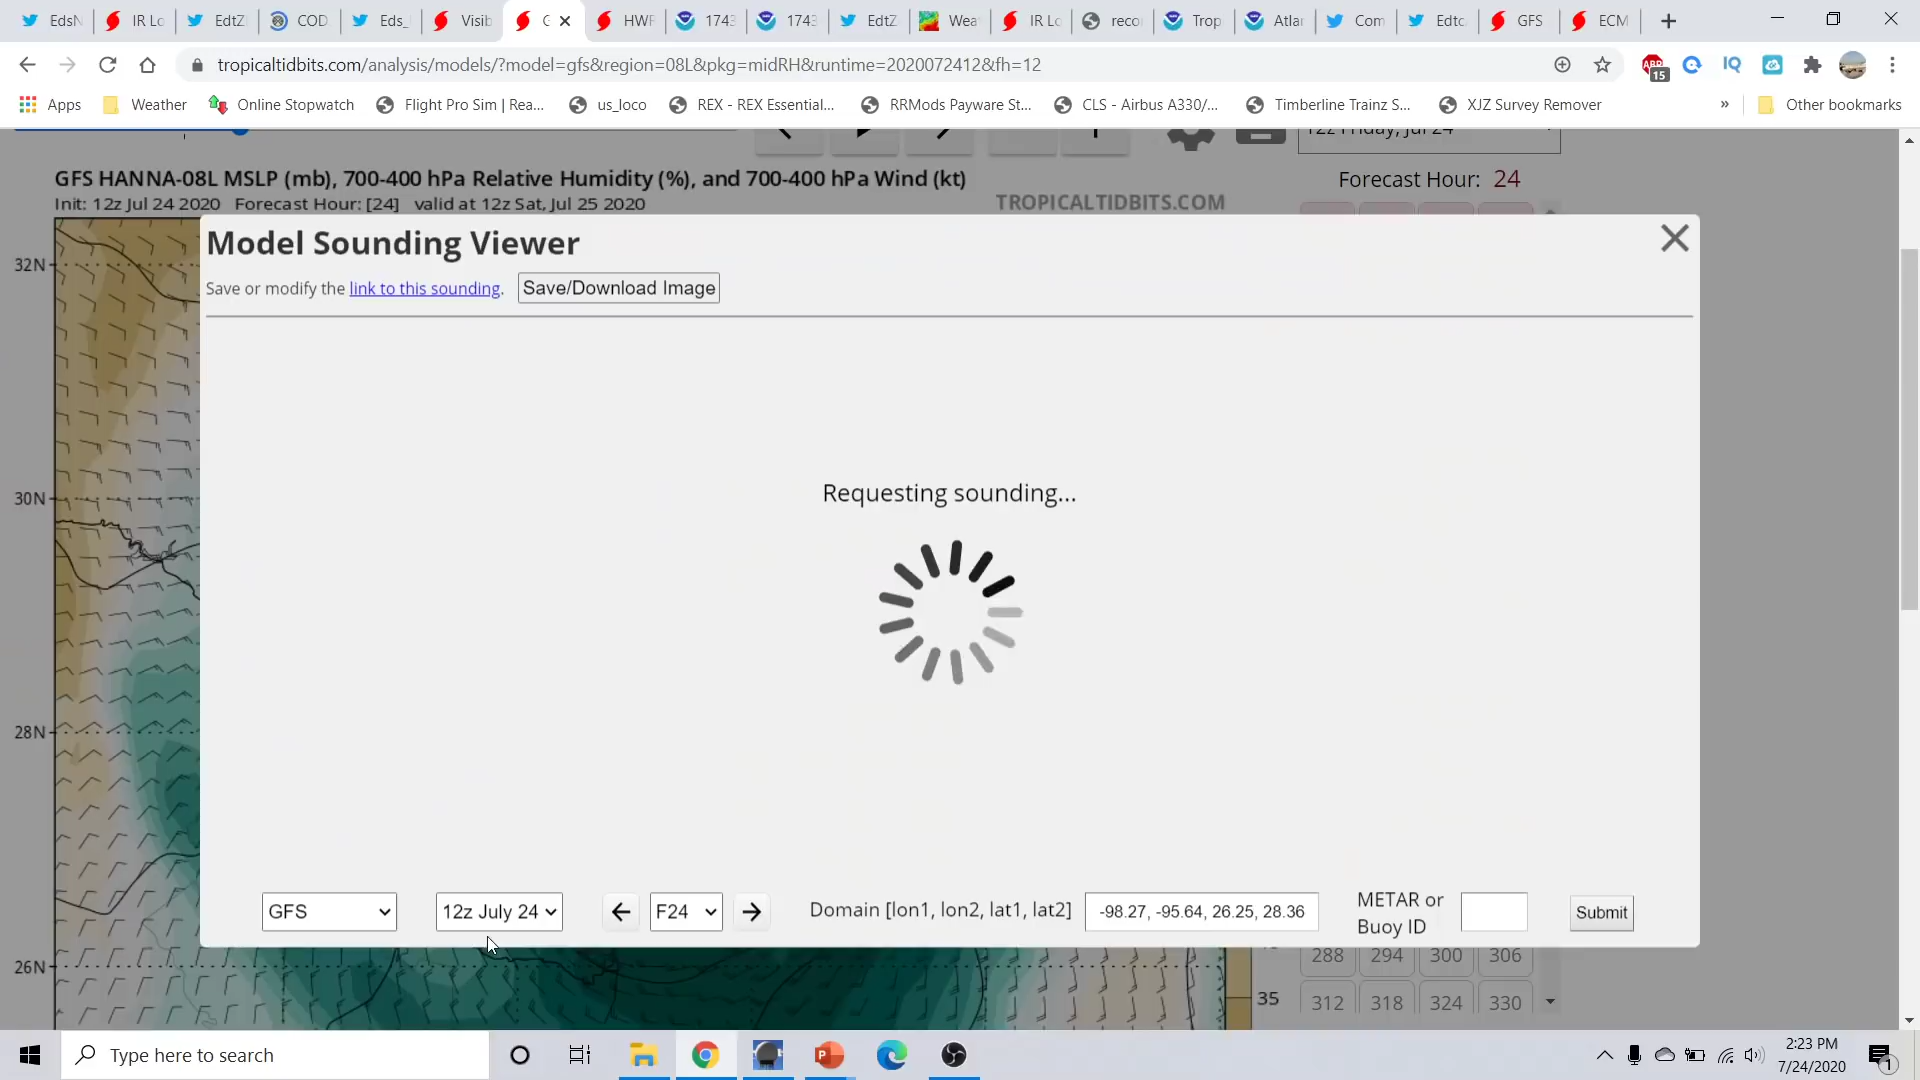 EdsN
IR Lo
EdtZ
COD
Eds_
Visib
G
HWF
1743
1743
EdtZ
Wea
IR Lo
reco
Trop
Atlar
Com
Edtc
GFS
ECM
tropicaltidbits.com/analysis/models/?model=gfs&region=08L&pkg=midRH&runtime=2020072412&fh=12
ABP
15
IQ
Apps
Weather
Online Stopwatch
Flight Pro Sim | Rea...
us_loco
REX - REX Essential...
RRMods Payware St...
CLS - Airbus A330/...
Timberline Trainz S...
XJZ Survey Remover
»
Other bookmarks
12z Friday, Jul 24
GFS HANNA-08L MSLP (mb), 700-400 hPa Relative Humidity (%), and 700-400 hPa Wind (kt)
Init: 12z Jul 24 2020 Forecast Hour: [24] valid at 12z Sat, Jul 25 2020
TROPICALTIDBITS.COM
Forecast Hour: 24
Model Sounding Viewer
Save or modify the link to this sounding. Save/Download Image
32N
30N
28N
26N
Requesting sounding...
GFS
12z July 24
F24
Domain [lon1, lon2, lat1, lat2]
-98.27, -95.64, 26.25, 28.36
METAR or
Buoy ID
Submit
35
288 294 300 306
312 318 324 330
Type here to search
2:23 PM
7/24/2020
1